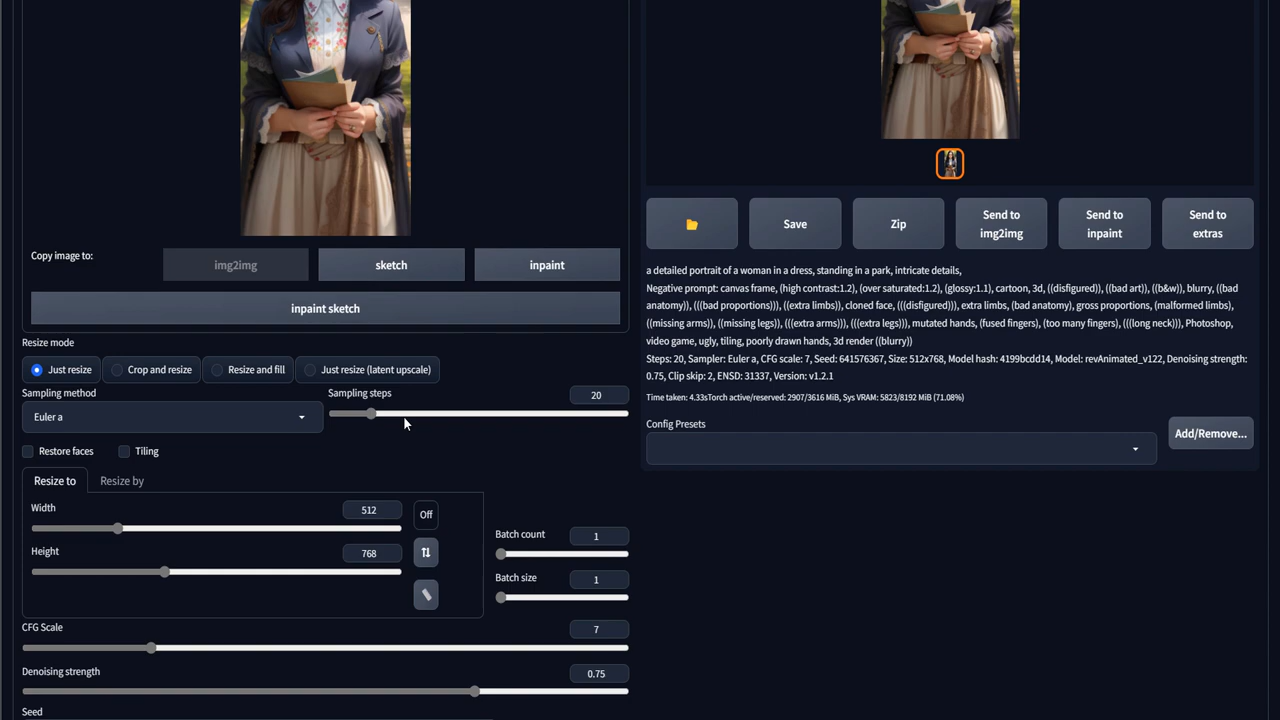 Copy image to:
img2img
sketch
inpaint
inpaint sketch
Resize mode
Just resize
Crop and resize
Resize and fill
Just resize (latent upscale)
Sampling method
Sampling steps
20
Euler a
Restore faces
Tiling
Resize to
Resize by
Width
512
Off
Height
768
Batch count
1
Batch size
1
CFG Scale
7
Denoising strength
0.75
Seed
Save
Zip
Send to
img2img
Send to
inpaint
Send to
extras
a detailed portrait of a woman in a dress, standing in a park, intricate details,
Negative prompt: canvas frame, (high contrast:1.2), (over saturated:1.2), (glossy:1.1), cartoon, 3d, ((disfigured)), ((bad art)), ((b&w)), blurry, ((bad
anatomy)), (((bad proportions))), ((extra limbs)), cloned face, (((disfigured))), extra limbs, (bad anatomy), gross proportions, (malformed limbs),
((missing arms)), ((missing legs)), (((extra arms))), (((extra legs))), mutated hands, (fused fingers), (too many fingers), (((long neck))), Photoshop,
video game, ugly, tiling, poorly drawn hands, 3d render ((blurry))
Steps: 20, Sampler: Euler a, CFG scale: 7, Seed: 641576367, Size: 512x768, Model hash: 4199bcdd14, Model: revAnimated_v122, Denoising strength:
0.75, Clip skip: 2, ENSD: 31337, Version: v1.2.1
Time taken: 4.33sTorch active/reserved: 2907/3616 MiB, Sys VRAM: 5823/8192 MiB (71.08%)
Config Presets
Add/Remove...